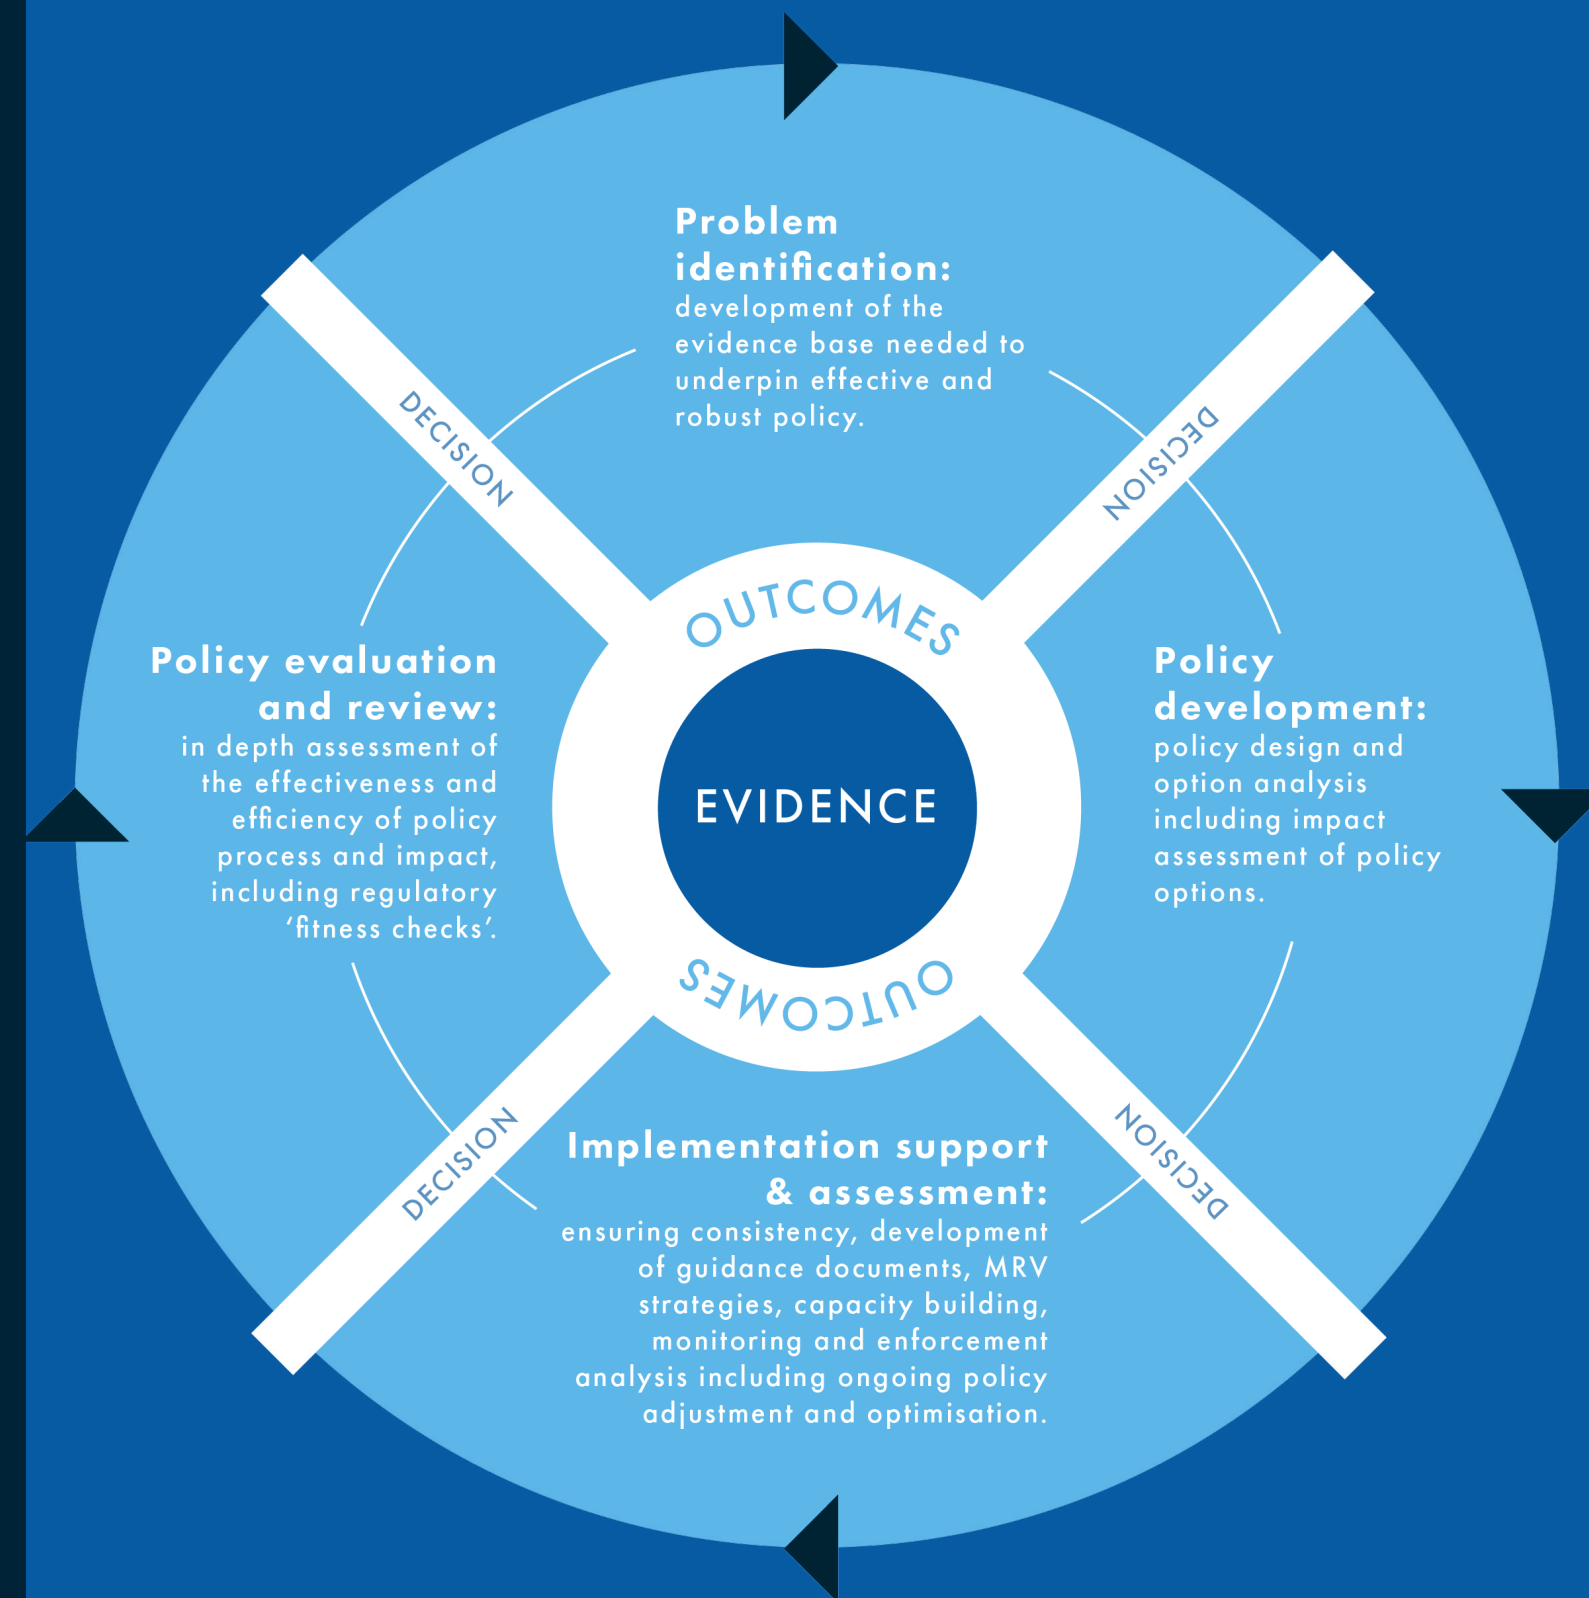 Problem
identification:
development of the
evidence base needed to
underpin effective and
robust policy.
DECISION
DECISION
OUTCOMES
Policy evaluation
and review:
in depth assessment of
the effectiveness and
efficiency of policy
process and impact,
including regulatory
‘fitness checks’.
EVIDENCE
Policy
development:
policy design and
option analysis
including impact
assessment of policy
options.
OUTCOMES
DECISION
DECISION
Implementation support
& assessment:
ensuring consistency, development
of guidance documents, MRV
strategies, capacity building,
monitoring and enforcement
analysis including ongoing policy
adjustment and optimisation.